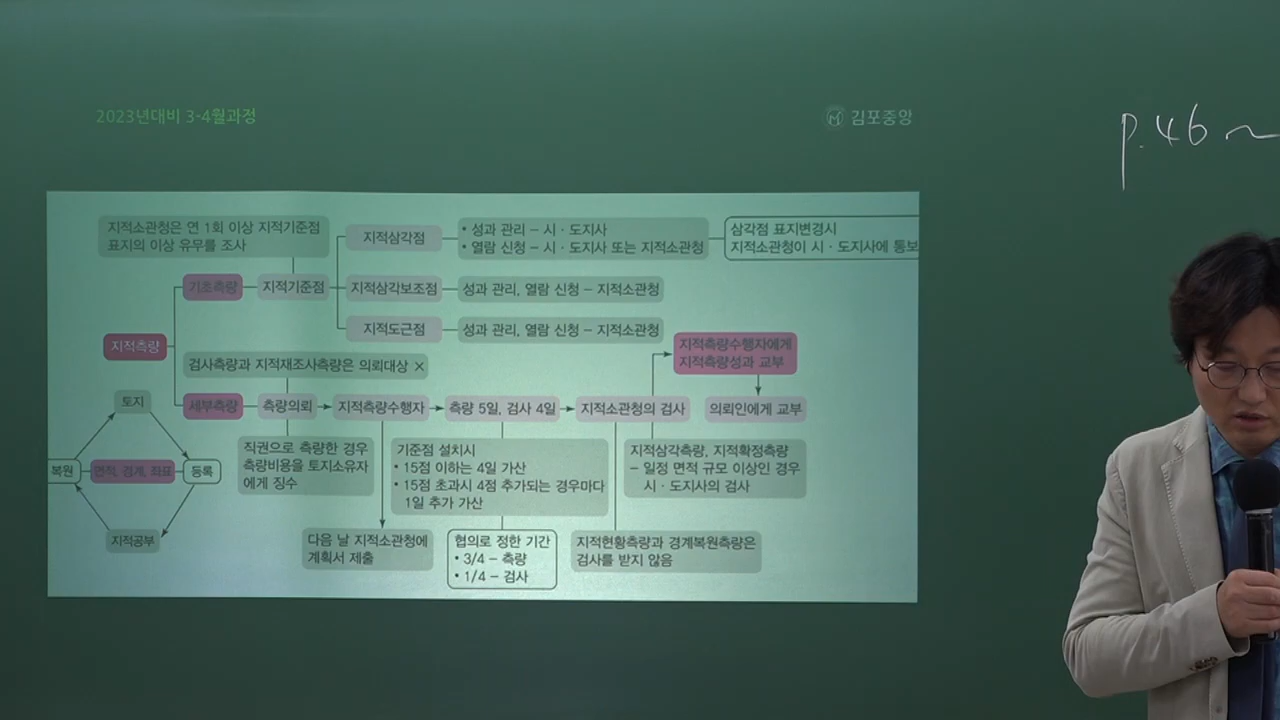 2023년대비 3-4월과정
김포중앙
p.46 ~
지적소관청은 연 1회 이상 지적기준점
표지의 이상 유무를 조사
지적삼각점
• 성과 관리 – 시 · 도지사
• 열람 신청 – 시 · 도지사 또는 지적소관청
삼각점 표지변경시
지적소관청이 시 · 도지사에 통보
기초측량
지적기준점
지적삼각보조점
성과 관리, 열람 신청 – 지적소관청
지적도근점
성과 관리, 열람 신청 – 지적소관청
지적측량
지적측량수행자에게
지적측량성과 교부
검사측량과 지적재조사측량은 의뢰대상 ×
세부측량
측량의뢰
지적측량수행자
측량 5일, 검사 4일
지적소관청의 검사
의뢰인에게 교부
토지
복원
면적, 경계, 좌표
등록
지적공부
직권으로 측량한 경우
측량비용을 토지소유자
에게 징수
기준점 설치시
• 15점 이하는 4일 가산
• 15점 초과시 4점 추가되는 경우마다
1일 추가 가산
지적삼각측량, 지적확정측량
– 일정 면적 규모 이상인 경우
시 · 도지사의 검사
다음 날 지적소관청에
계획서 제출
협의로 정한 기간
• 3/4 – 측량
• 1/4 – 검사
지적현황측량과 경계복원측량은
검사를 받지 않음